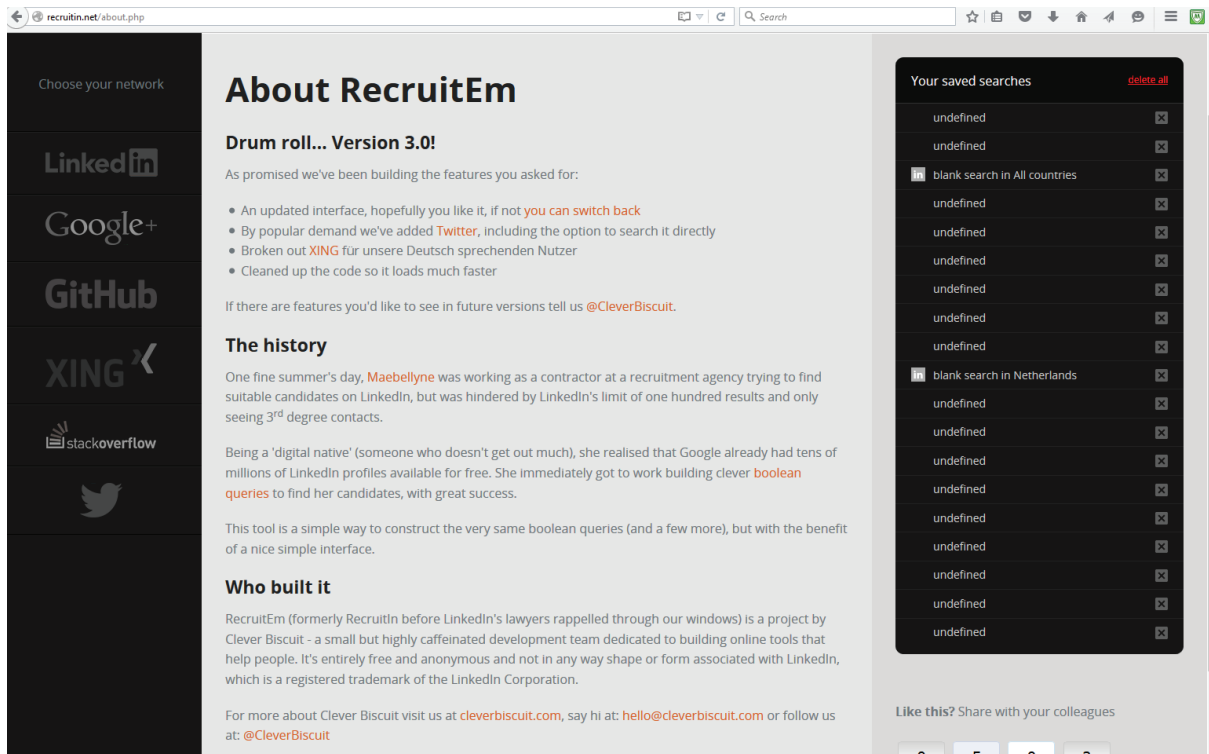 recruitin.net/about.php
Search
Choose your network
LinkedIn
Google+
GitHub
XING
stackoverflow
About RecruitEm
Drum roll... Version 3.0!
As promised we've been building the features you asked for:
• An updated interface, hopefully you like it, if not you can switch back
• By popular demand we've added Twitter, including the option to search it directly
• Broken out XING für unsere Deutsch sprechenden Nutzer
• Cleaned up the code so it loads much faster
If there are features you'd like to see in future versions tell us @CleverBiscuit.
The history
One fine summer's day, Maebellyne was working as a contractor at a recruitment agency trying to find
suitable candidates on LinkedIn, but was hindered by LinkedIn's limit of one hundred results and only
seeing 3rd degree contacts.
Being a 'digital native' (someone who doesn't get out much), she realised that Google already had tens of
millions of LinkedIn profiles available for free. She immediately got to work building clever boolean
queries to find her candidates, with great success.
This tool is a simple way to construct the very same boolean queries (and a few more), but with the benefit
of a nice simple interface.
Who built it
RecruitEm (formerly RecruitIn before LinkedIn's lawyers rappelled through our windows) is a project by
Clever Biscuit - a small but highly caffeinated development team dedicated to building online tools that
help people. It's entirely free and anonymous and not in any way shape or form associated with LinkedIn,
which is a registered trademark of the LinkedIn Corporation.
For more about Clever Biscuit visit us at cleverbiscuit.com, say hi at: hello@cleverbiscuit.com or follow us
at: @CleverBiscuit
Your saved searches delete all
undefined
undefined
in blank search in All countries
undefined
undefined
undefined
undefined
undefined
undefined
in blank search in Netherlands
undefined
undefined
undefined
undefined
undefined
undefined
undefined
undefined
undefined
Like this? Share with your colleagues